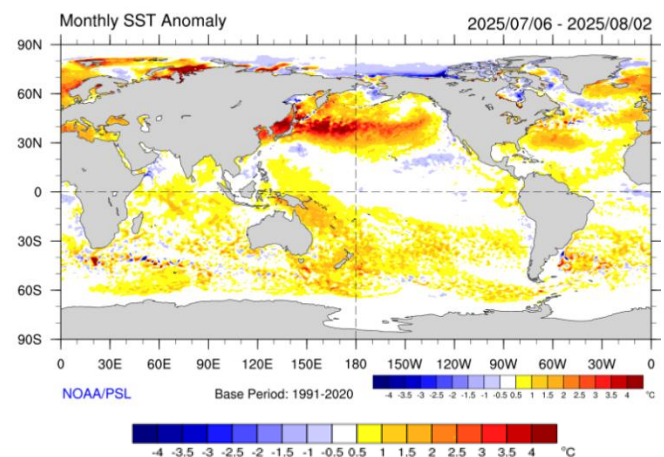 Monthly SST Anomaly 2025/07/06 - 2025/08/02
90N
60N
30N
0
30S
60S
90S
0 30E 60E 90E 120E 150E 180 150W 120W 90W 60W 30W 0
NOAA/PSL Base Period: 1991-2020
-4 -3.5 -3 -2.5 -2 -1.5 -1 -0.5 0.5 1 1.5 2 2.5 3 3.5 4 °C
-4 -3.5 -3 -2.5 -2 -1.5 -1 -0.5 0.5 1 1.5 2 2.5 3 3.5 4 °C